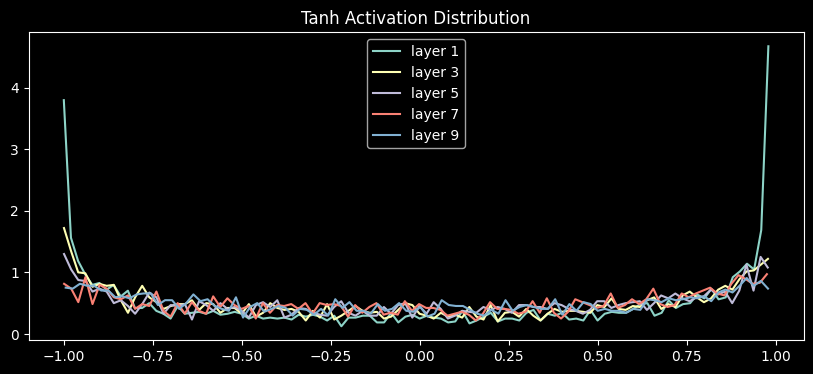 Tanh Activation Distribution
layer 1
layer 3
layer 5
layer 7
layer 9
4
3
2
1
0
−1.00 −0.75 −0.50 −0.25 0.00 0.25 0.50 0.75 1.00